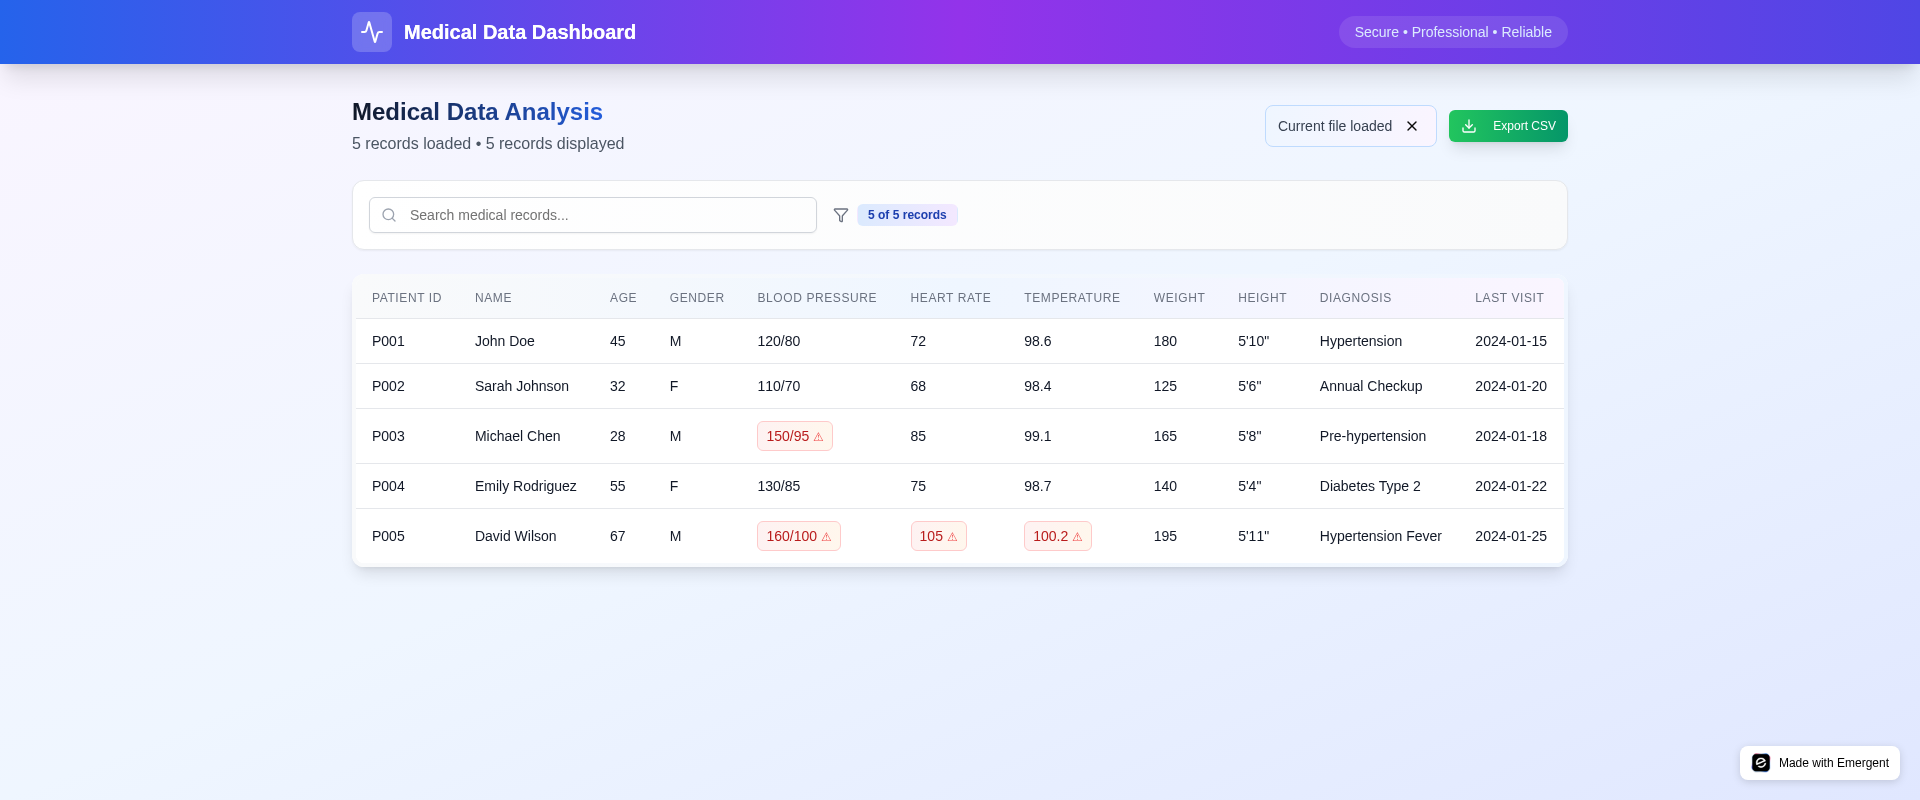 Medical Data Dashboard
Secure • Professional • Reliable
Medical Data Analysis
5 records loaded • 5 records displayed
Current file loaded
Export CSV
Search medical records...
5 of 5 records
PATIENT ID NAME AGE GENDER BLOOD PRESSURE HEART RATE TEMPERATURE WEIGHT HEIGHT DIAGNOSIS LAST VISIT
P001 John Doe 45 M 120/80 72 98.6 180 5'10" Hypertension 2024-01-15
P002 Sarah Johnson 32 F 110/70 68 98.4 125 5'6" Annual Checkup 2024-01-20
P003 Michael Chen 28 M 150/95 ⚠ 85 99.1 165 5'8" Pre-hypertension 2024-01-18
P004 Emily Rodriguez 55 F 130/85 75 98.7 140 5'4" Diabetes Type 2 2024-01-22
P005 David Wilson 67 M 160/100 ⚠ 105 ⚠ 100.2 ⚠ 195 5'11" Hypertension Fever 2024-01-25
Made with Emergent